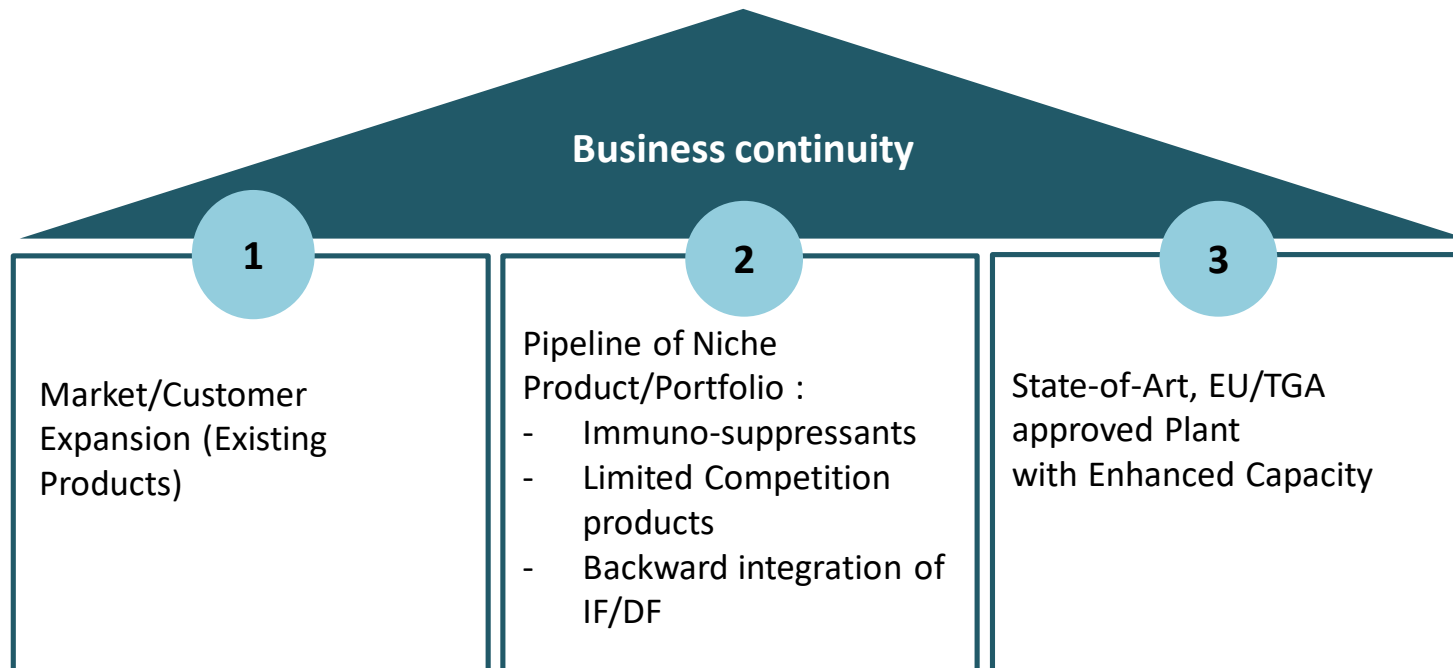 Business continuity
1
Market/Customer
Expansion (Existing
Products)
2
Pipeline of Niche
Product/Portfolio :
- Immuno-suppressants
- Limited Competition
products
- Backward integration of
IF/DF
3
State-of-Art, EU/TGA
approved Plant
with Enhanced Capacity